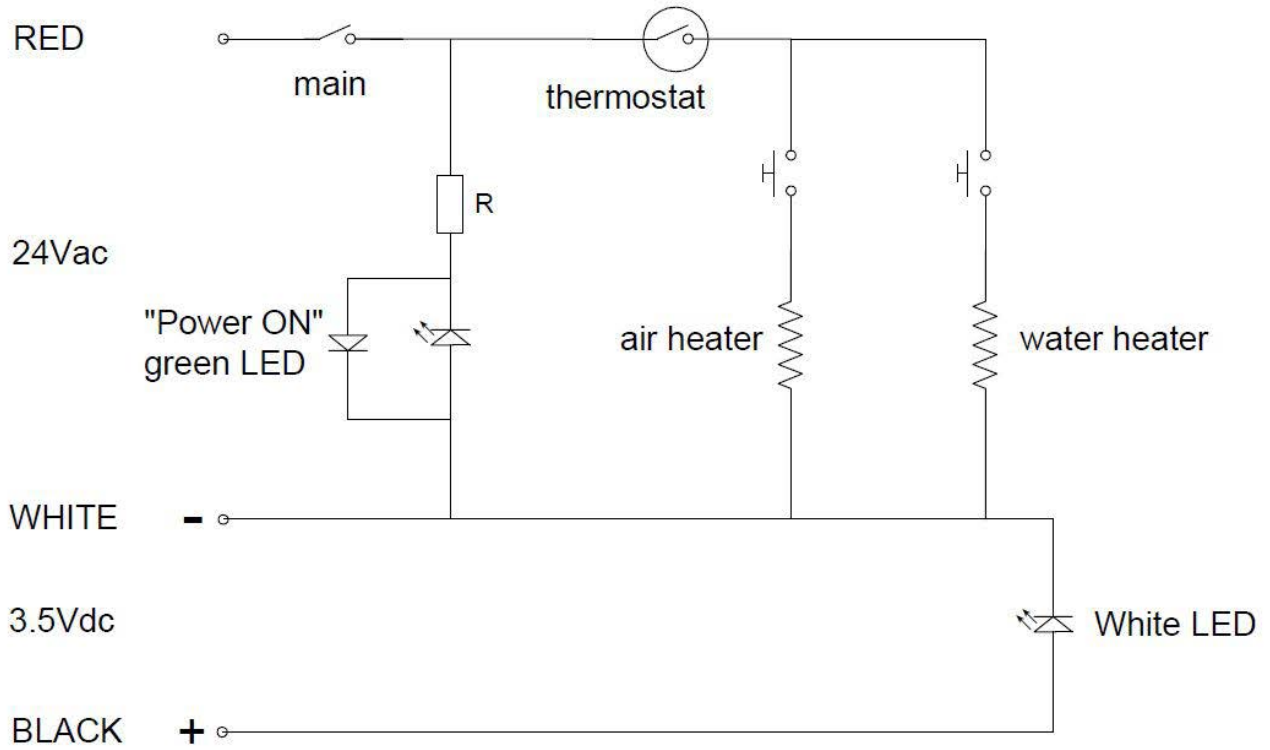 RED
main
thermostat
R
24Vac
"Power ON"
green LED
air heater
water heater
WHITE -
3.5Vdc
White LED
BLACK +